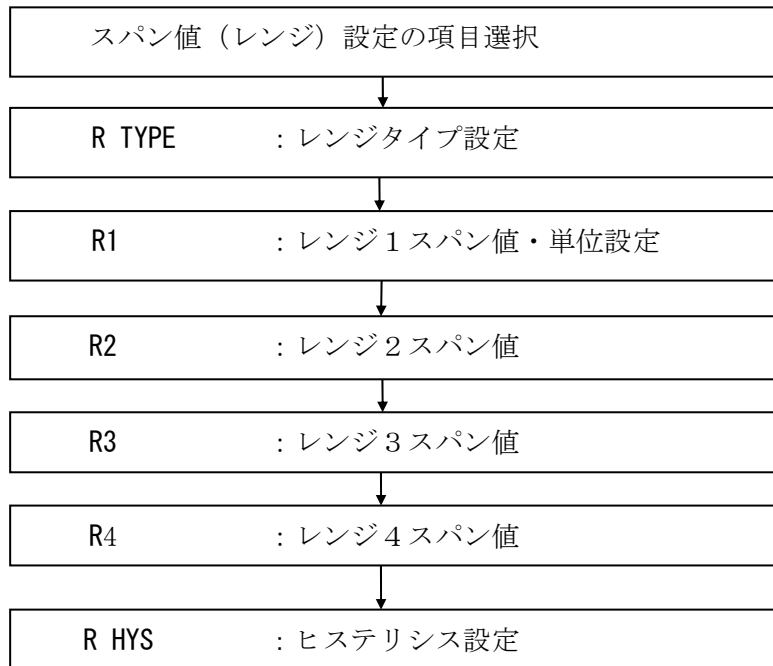 スパン値（レンジ）設定の項目選択
R TYPE ：レンジタイプ設定
R1 ：レンジ１スパン値・単位設定
R2 ：レンジ２スパン値
R3 ：レンジ３スパン値
R4 ：レンジ４スパン値
R HYS ：ヒステリシス設定